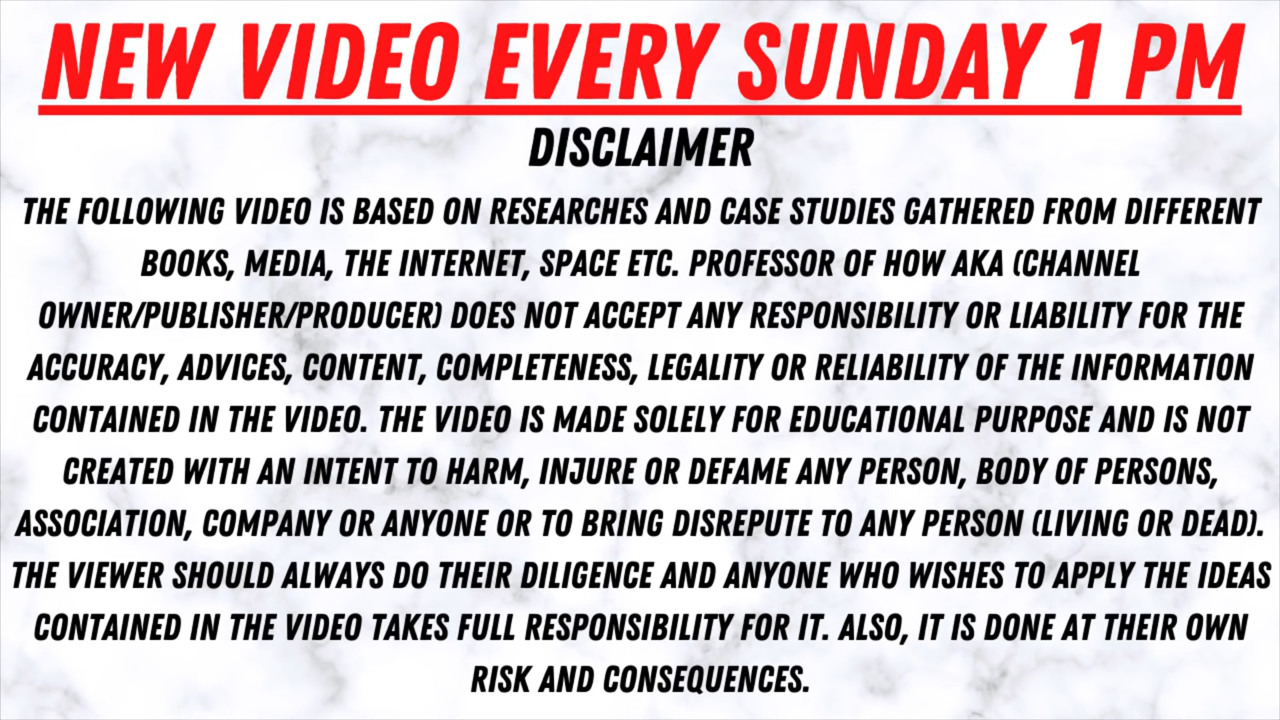 NEW VIDEO EVERY SUNDAY 1 PM
DISCLAIMER
THE FOLLOWING VIDEO IS BASED ON RESEARCHES AND CASE STUDIES GATHERED FROM DIFFERENT
BOOKS, MEDIA, THE INTERNET, SPACE ETC. PROFESSOR OF HOW AKA (CHANNEL
OWNER/PUBLISHER/PRODUCER) DOES NOT ACCEPT ANY RESPONSIBILITY OR LIABILITY FOR THE
ACCURACY, ADVICES, CONTENT, COMPLETENESS, LEGALITY OR RELIABILITY OF THE INFORMATION
CONTAINED IN THE VIDEO. THE VIDEO IS MADE SOLELY FOR EDUCATIONAL PURPOSE AND IS NOT
CREATED WITH AN INTENT TO HARM, INJURE OR DEFAME ANY PERSON, BODY OF PERSONS,
ASSOCIATION, COMPANY OR ANYONE OR TO BRING DISREPUTE TO ANY PERSON (LIVING OR DEAD).
THE VIEWER SHOULD ALWAYS DO THEIR DILIGENCE AND ANYONE WHO WISHES TO APPLY THE IDEAS
CONTAINED IN THE VIDEO TAKES FULL RESPONSIBILITY FOR IT. ALSO, IT IS DONE AT THEIR OWN
RISK AND CONSEQUENCES.